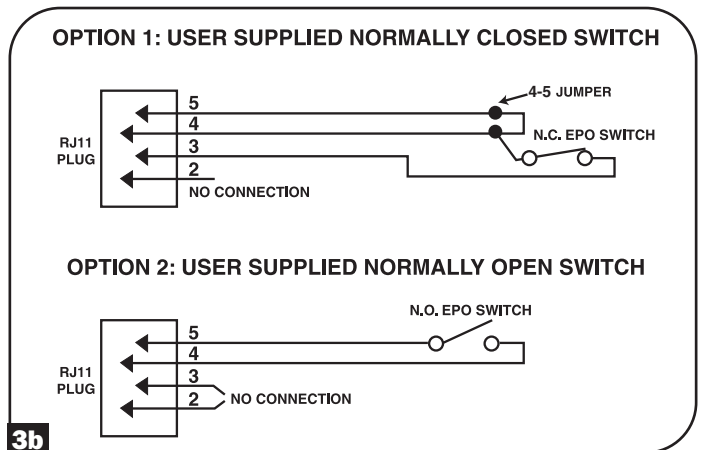 OPTION 1: USER SUPPLIED NORMALLY CLOSED SWITCH
4-5 JUMPER
5
4
N.C. EPO SWITCH
RJ11
PLUG
3
2
NO CONNECTION
OPTION 2: USER SUPPLIED NORMALLY OPEN SWITCH
N.O. EPO SWITCH
5
4
RJ11
PLUG
3
2
NO CONNECTION
3b